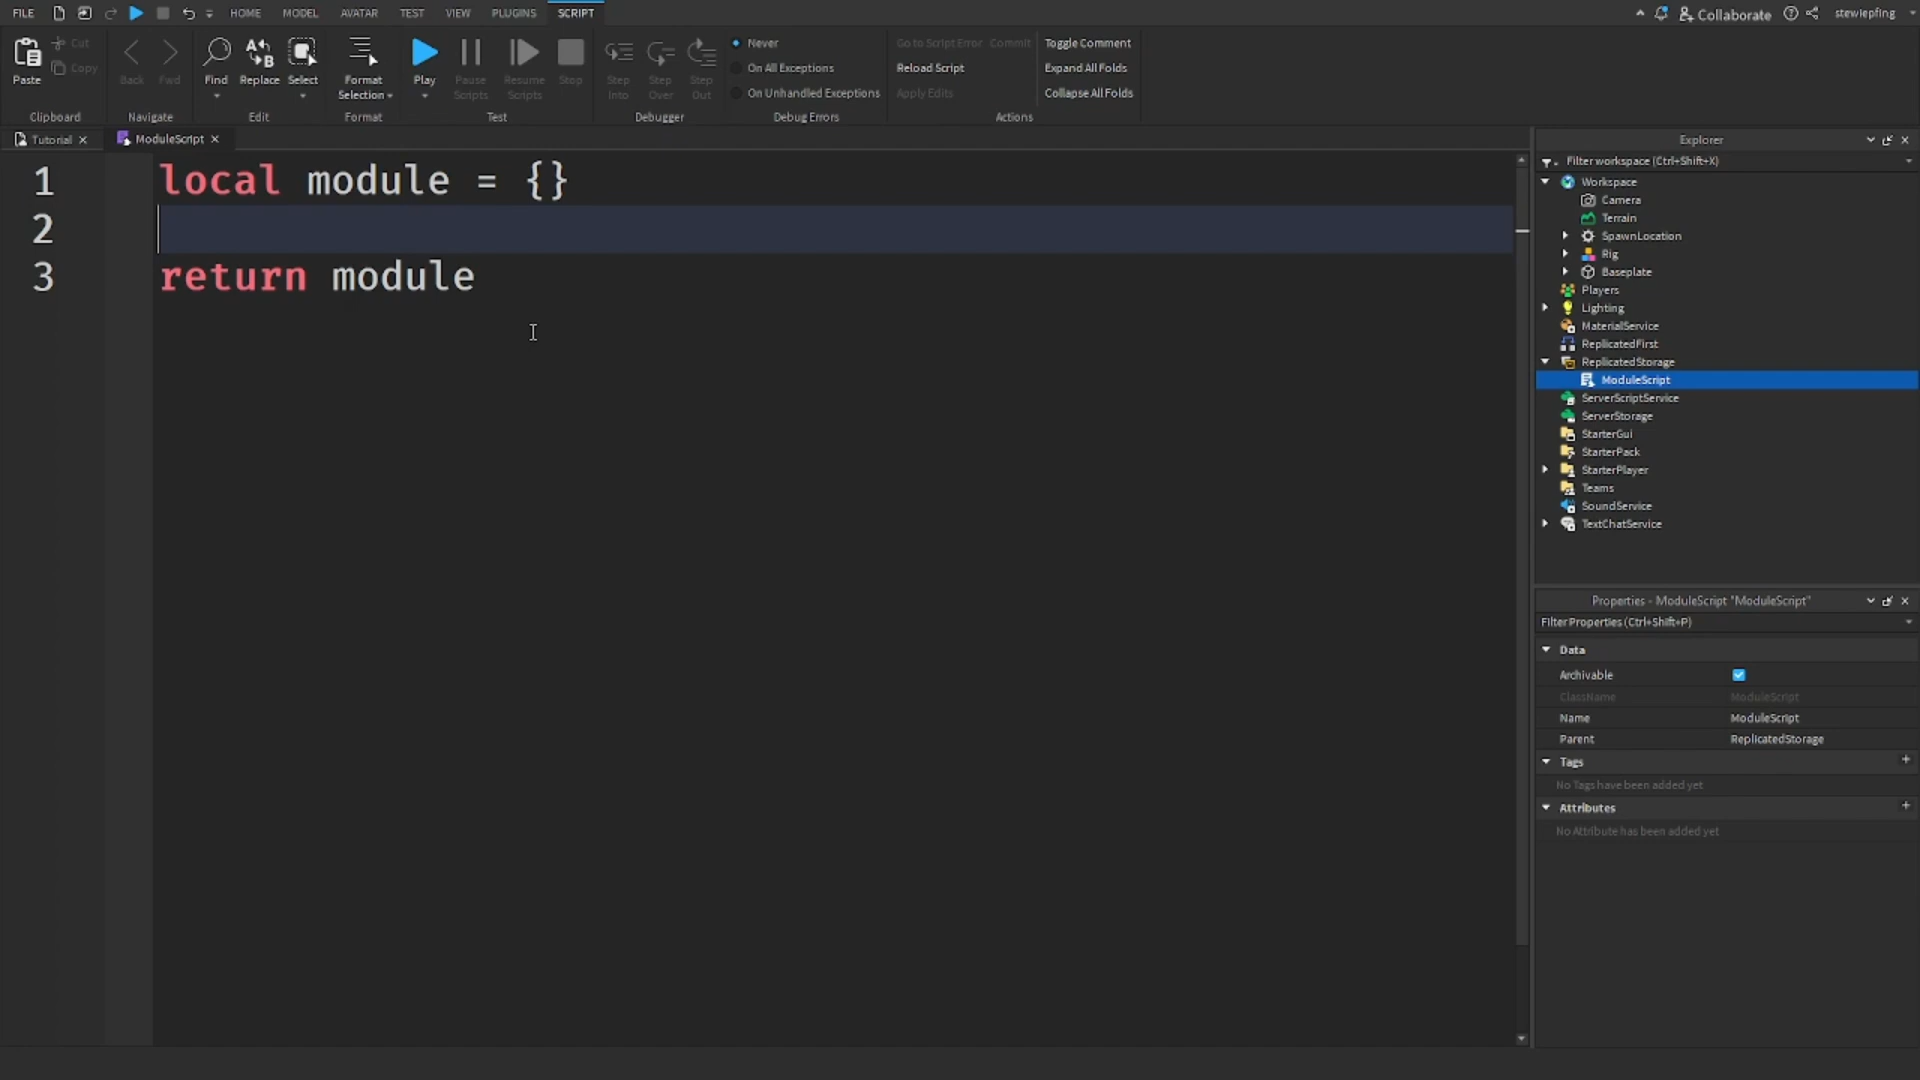 FILE HOME MODEL AVATAR TEST VIEW PLUGINS SCRIPT Collaborate stewiepfing
Paste Cut Copy
Clipboard
Back Fwd
Navigate
Find Replace Select
Edit
Format Selection
Format
Play Pause Scripts Resume Scripts Stop
Test
Step Into Step Over Step Out
Debugger
Never
On All Exceptions
On Unhandled Exceptions
Debug Errors
Go to Script Error Commit
Reload Script
Apply Edits
Toggle Comment
Expand All Folds
Collapse All Folds
Actions
Tutorial ModuleScript
1 local module = {}
2
3 return module
Explorer
Filter workspace (Ctrl+Shift+X)
Workspace
Camera
Terrain
SpawnLocation
Rig
Baseplate
Players
Lighting
MaterialService
ReplicatedFirst
ReplicatedStorage
ModuleScript
ServerScriptService
ServerStorage
StarterGui
StarterPack
StarterPlayer
Teams
SoundService
TextChatService
Properties - ModuleScript "ModuleScript"
Filter Properties (Ctrl+Shift+P)
Data
Archivable
ClassName ModuleScript
Name ModuleScript
Parent ReplicatedStorage
Tags
No Tags have been added yet
Attributes
No Attribute has been added yet